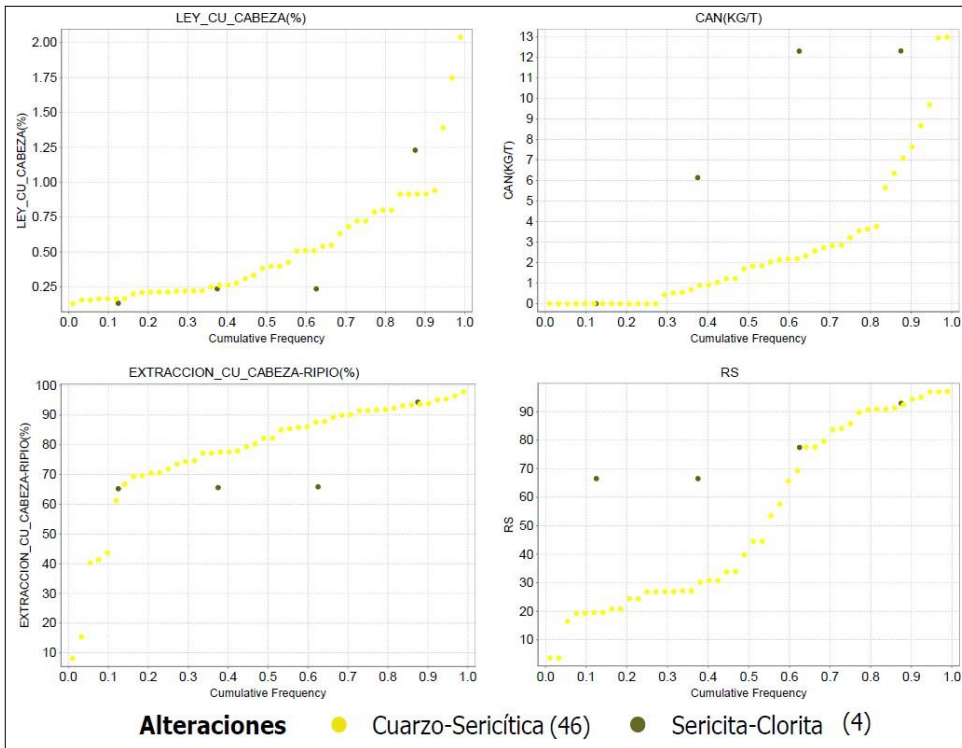 LEY_CU_CABEZA(%)
LEY_CU_CABEZA(%)
2.00
1.75
1.50
1.25
1.00
0.75
0.50
0.25
0.0 0.1 0.2 0.3 0.4 0.5 0.6 0.7 0.8 0.9 1.0
Cumulative Frequency
CAN(KG/T)
CAN(KG/T)
13
12
11
10
9
8
7
6
5
4
3
2
1
0
0.0 0.1 0.2 0.3 0.4 0.5 0.6 0.7 0.8 0.9 1.0
Cumulative Frequency
EXTRACCION_CU_CABEZA-RIPIO(%)
EXTRACCION_CU_CABEZA-RIPIO(%)
100
90
80
70
60
50
40
30
20
10
0.0 0.1 0.2 0.3 0.4 0.5 0.6 0.7 0.8 0.9 1.0
Cumulative Frequency
RS
RS
90
80
70
60
50
40
30
20
10
0.0 0.1 0.2 0.3 0.4 0.5 0.6 0.7 0.8 0.9 1.0
Cumulative Frequency
Alteraciones Cuarzo-Sericítica (46) Sericita-Clorita (4)